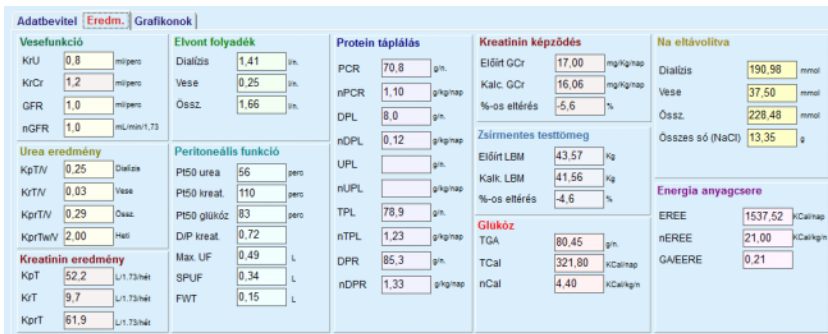 Adatbevitel Eredm. Grafikonok
Vesefunkció
KrU 0,8 ml/perc
KrCr 1,2 ml/perc
GFR 1,0 ml/perc
nGFR 1,0 mL/min/1,73
Urea eredmény
KpT/V 0,25 Dialízis
KrT/V 0,03 Vese
KprT/V 0,29 Össz.
KprTw/V 2,00 Heti
Kreatinin eredmény
KpT 52,2 L/1.73/hét
KrT 9,7 L/1.73/hét
KprT 61,9 L/1.73/hét
Elvont folyadék
Dialízis 1,41 l/n.
Vese 0,25 l/n.
Össz. 1,66 l/n.
Peritoneális funkció
Pt50 urea 56 perc
Pt50 kreat. 110 perc
Pt50 glükóz 83 perc
D/P kreat. 0,72
Max. UF 0,49 L
SPUF 0,34 L
FWT 0,15 L
Protein táplálás
PCR 70,8 g/n.
nPCR 1,10 g/kg/nap
DPL 8,0 g/n.
nDPL 0,12 g/kg/nap
UPL g/n.
nUPL g/kg/nap
TPL 78,9 g/n.
nTPL 1,23 g/kg/nap
DPR 85,3 g/n.
nDPR 1,33 g/kg/nap
Kreatinin képződés
Előírt GCr 17,00 mg/Kg/nap
Kalc. GCr 16,06 mg/Kg/nap
%-os eltérés -5,6 %
Zsírmentes testtömeg
Előírt LBM 43,57 Kg
Kalk. LBM 41,56 Kg
%-os eltérés -4,6 %
Glükóz
TGA 80,45 g/n.
TCal 321,80 KCal/nap
nCal 4,40 KCal/kg/n
Na eltávolítva
Dialízis 190,98 mmol
Vese 37,50 mmol
Össz. 228,48 mmol
Összes só (NaCl) 13,35 g
Energia anyagcsere
EREE 1537,52 KCal/nap
nEREE 21,00 KCal/kg/n
GA/EERE 0,21